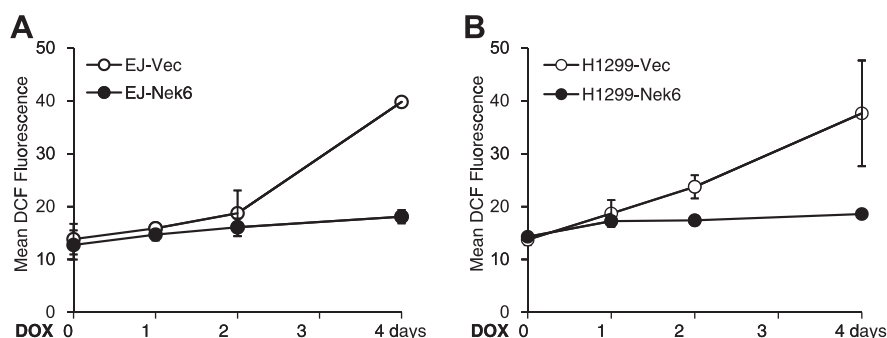 A
50
40
30
20
10
0
Mean DCF Fluorescence
EJ-Vec
EJ-Nek6
DOX 0 1 2 3 4 days
B
50
40
30
20
10
0
Mean DCF Fluorescence
H1299-Vec
H1299-Nek6
DOX 0 1 2 3 4 days